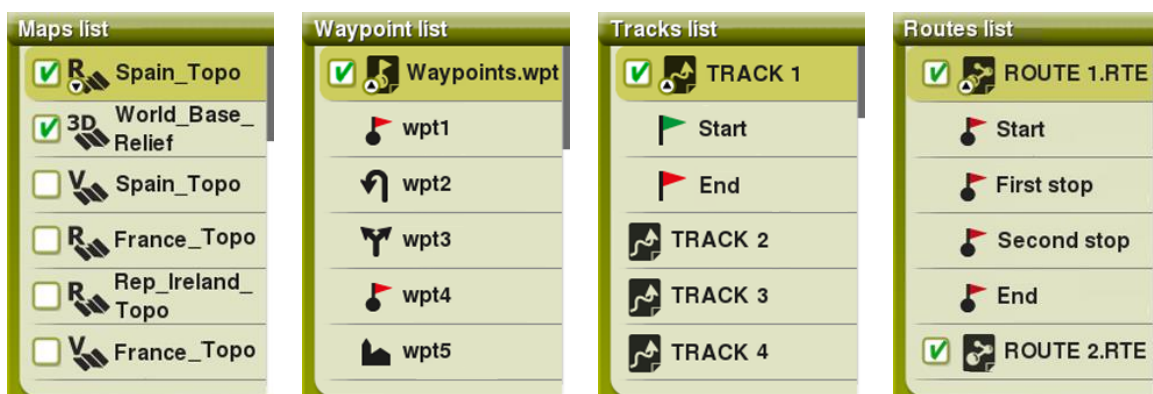 Maps list
R Spain_Topo
3D World_Base_
Relief
V Spain_Topo
R France_Topo
R Rep_Ireland_
Topo
V France_Topo
Waypoint list
Waypoints.wpt
wpt1
wpt2
wpt3
wpt4
wpt5
Tracks list
TRACK 1
Start
End
TRACK 2
TRACK 3
TRACK 4
Routes list
ROUTE 1.RTE
Start
First stop
Second stop
End
ROUTE 2.RTE